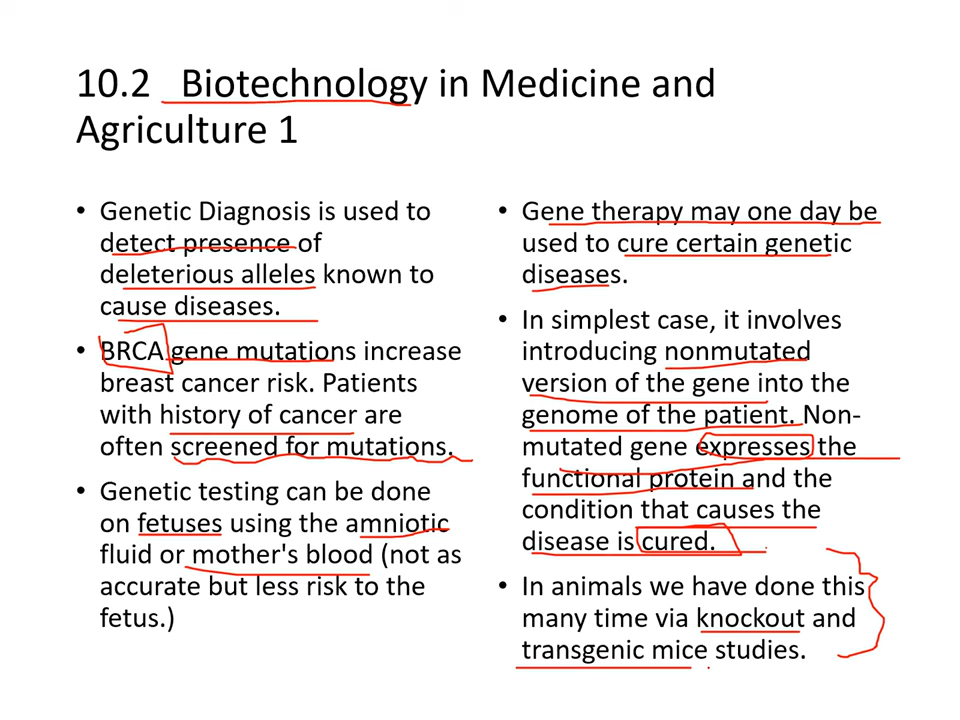 10.2 Biotechnology in Medicine and
Agriculture 1
• Genetic Diagnosis is used to
detect presence of
deleterious alleles known to
cause diseases.
• BRCA gene mutations increase
breast cancer risk. Patients
with history of cancer are
often screened for mutations.
• Genetic testing can be done
on fetuses using the amniotic
fluid or mother's blood (not as
accurate but less risk to the
fetus.)
• Gene therapy may one day be
used to cure certain genetic
diseases.
• In simplest case, it involves
introducing nonmutated
version of the gene into the
genome of the patient. Non-
mutated gene expresses the
functional protein and the
condition that causes the
disease is cured.
• In animals we have done this
many time via knockout and
transgenic mice studies.